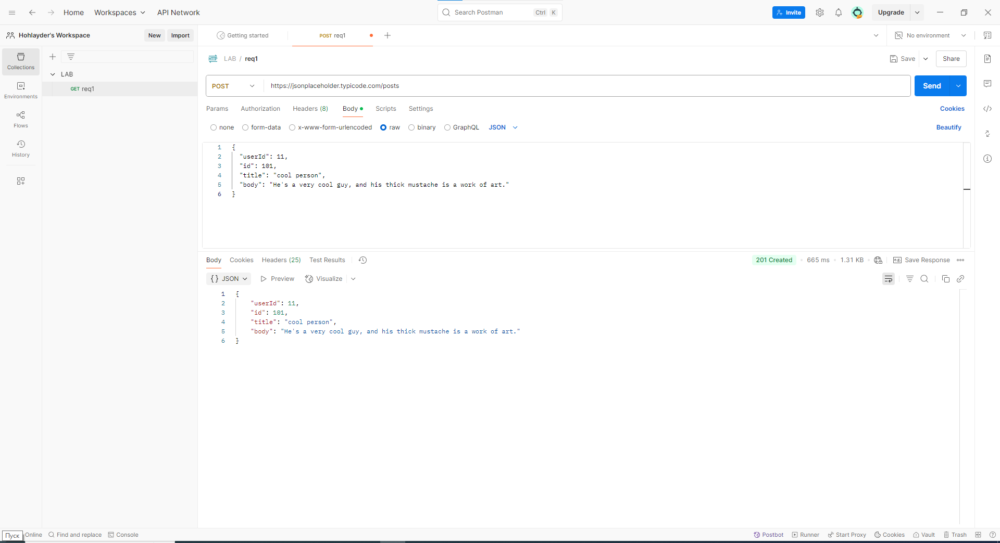 Home Workspaces API Network Search Postman Ctrl K Invite Upgrade
Hohlayder's Workspace New Import Getting started POST req1 No environment
Collections
Environments
Flows
History
LAB
GET req1
HTTP LAB / req1 Save Share
POST https://jsonplaceholder.typicode.com/posts Send
Params Authorization Headers (8) Body Scripts Settings Cookies
none form-data x-www-form-urlencoded raw binary GraphQL JSON Beautify
1 {
2 "userId": 11,
3 "id": 101,
4 "title": "cool person",
5 "body": "He's a very cool guy, and his thick mustache is a work of art."
6 }
Body Cookies Headers (25) Test Results 201 Created • 665 ms • 1.31 KB • e.g. Save Response
{} JSON Preview Visualize
1 {
2 "userId": 11,
3 "id": 101,
4 "title": "cool person",
5 "body": "He's a very cool guy, and his thick mustache is a work of art."
6 }
Пуск Online Find and replace Console Postbot Runner Start Proxy Cookies Vault Trash